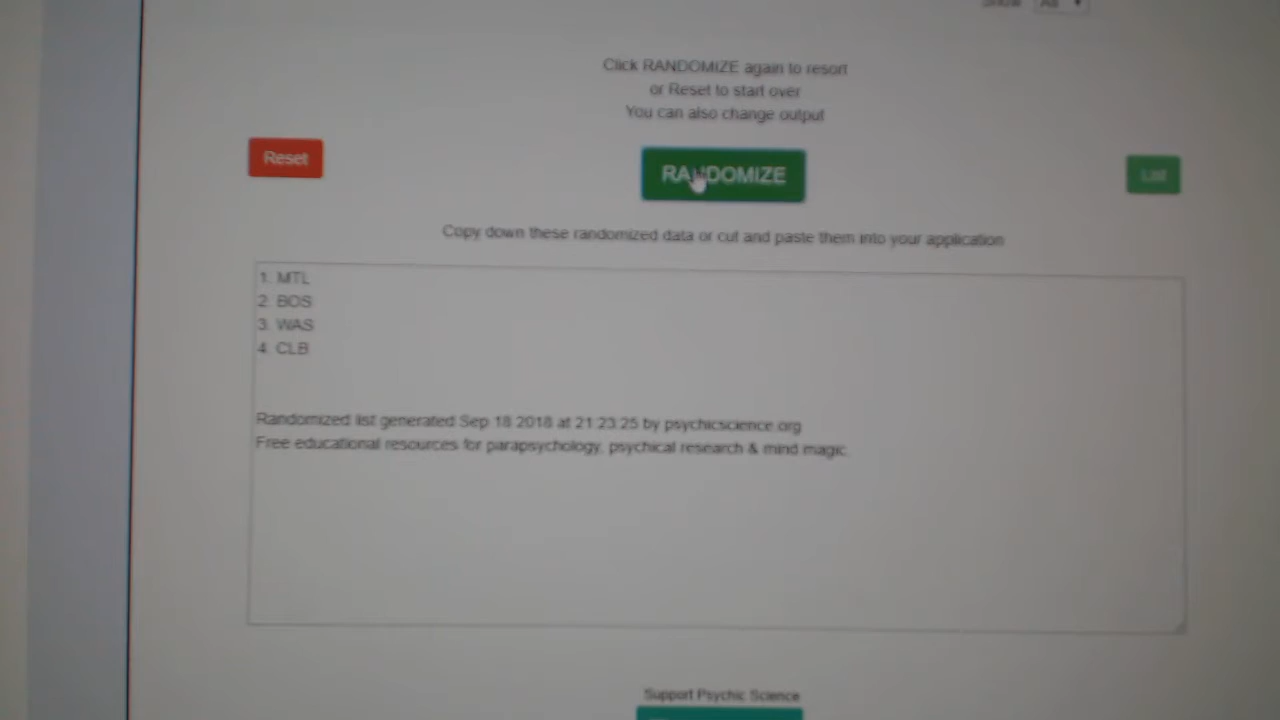 Show All
Click RANDOMIZE again to resort
or Reset to start over
You can also change output
Reset
RANDOMIZE
List
Copy down these randomized data or cut and paste them into your application
1. MTL
2. BOS
3. WAS
4. CLB
Randomized list generated Sep 18 2018 at 21:23:25 by psychicscience.org
Free educational resources for parapsychology, psychical research & mind magic.
Support Psychic Science